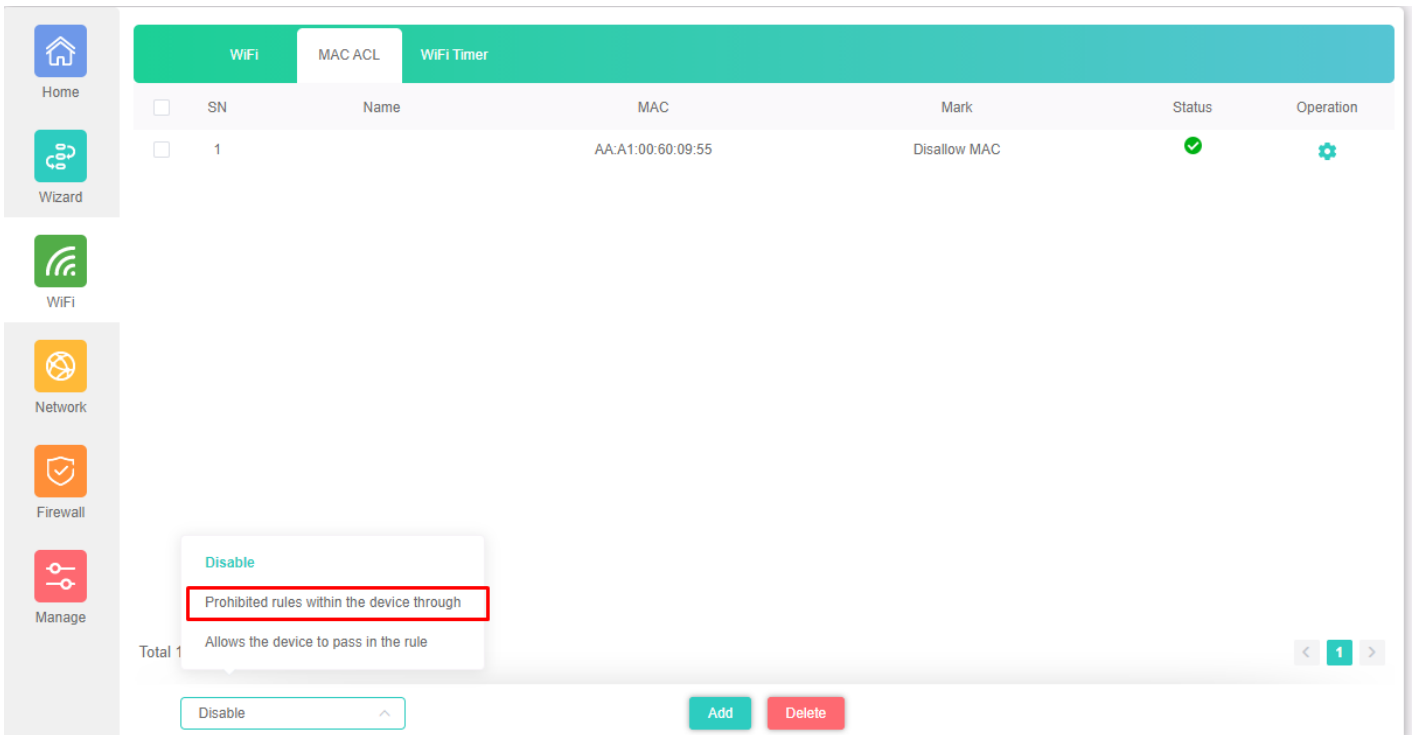 Home
Wizard
WiFi
Network
Firewall
Manage
WiFi MAC ACL WiFi Timer
SN Name MAC Mark Status Operation
1 AA:A1:00:60:09:55 Disallow MAC
Disable
Prohibited rules within the device through
Allows the device to pass in the rule
Total 1
< 1 >
Disable Add Delete